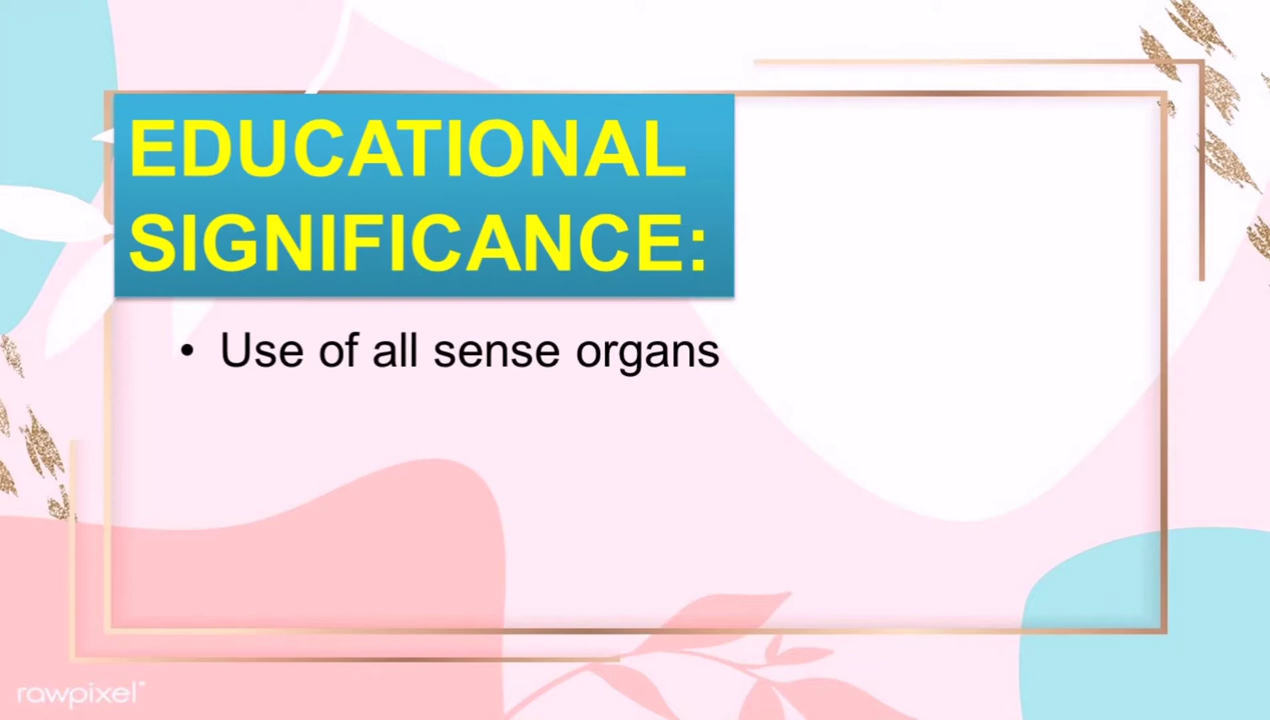 EDUCATIONAL
SIGNIFICANCE:
• Use of all sense organs
rawpixel